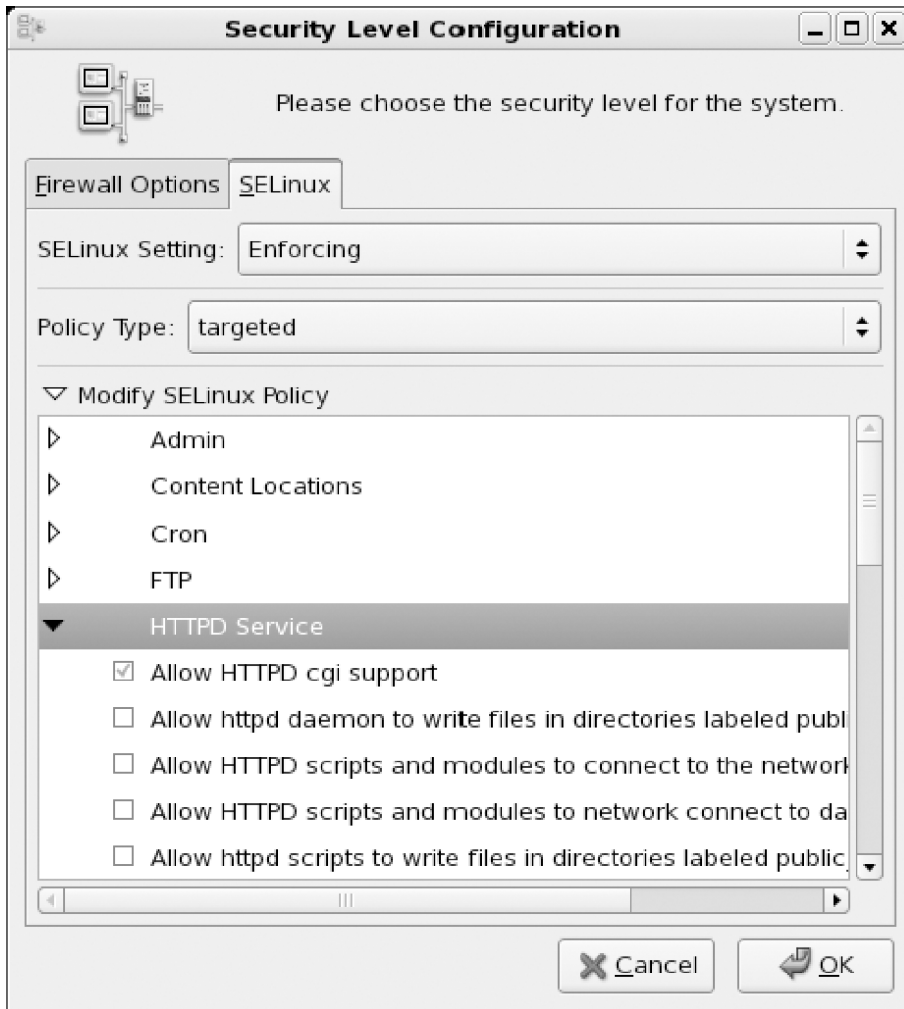 Security Level Configuration
Please choose the security level for the system.
Firewall Options
SELinux
SELinux Setting: Enforcing
Policy Type: targeted
Modify SELinux Policy
Admin
Content Locations
Cron
FTP
HTTPD Service
Allow HTTPD cgi support
Allow httpd daemon to write files in directories labeled publi
Allow HTTPD scripts and modules to connect to the network
Allow HTTPD scripts and modules to network connect to da
Allow httpd scripts to write files in directories labeled public_
Cancel
OK